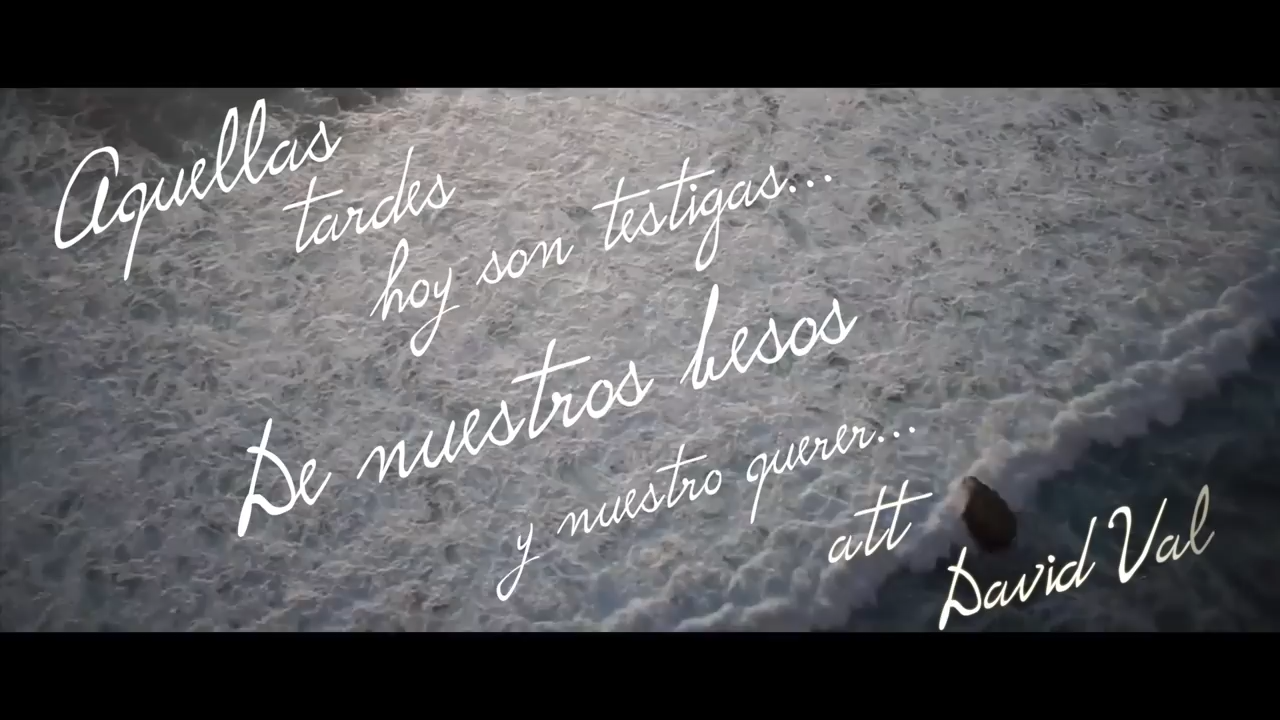 Aquellas
tardes
hoy son testigas...
De nuestros besos
y nuestro querer...
att
David Val